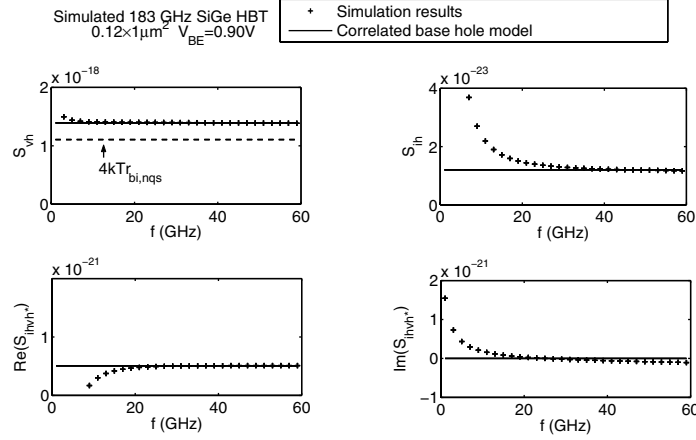 Simulated 183 GHz SiGe HBT
0.12×1μm² V_BE=0.90V
Simulation results
Correlated base hole model
x 10⁻¹⁸
2
1
0
S_vh
4kTr_bi,nqs
0 20 40 60
f (GHz)
x 10⁻²³
4
2
0
S_ih
0 20 40 60
f (GHz)
x 10⁻²¹
1
0
Re(S_ihvh*)
0 20 40 60
f (GHz)
x 10⁻²¹
2
1
0
−1
Im(S_ihvh*)
0 20 40 60
f (GHz)